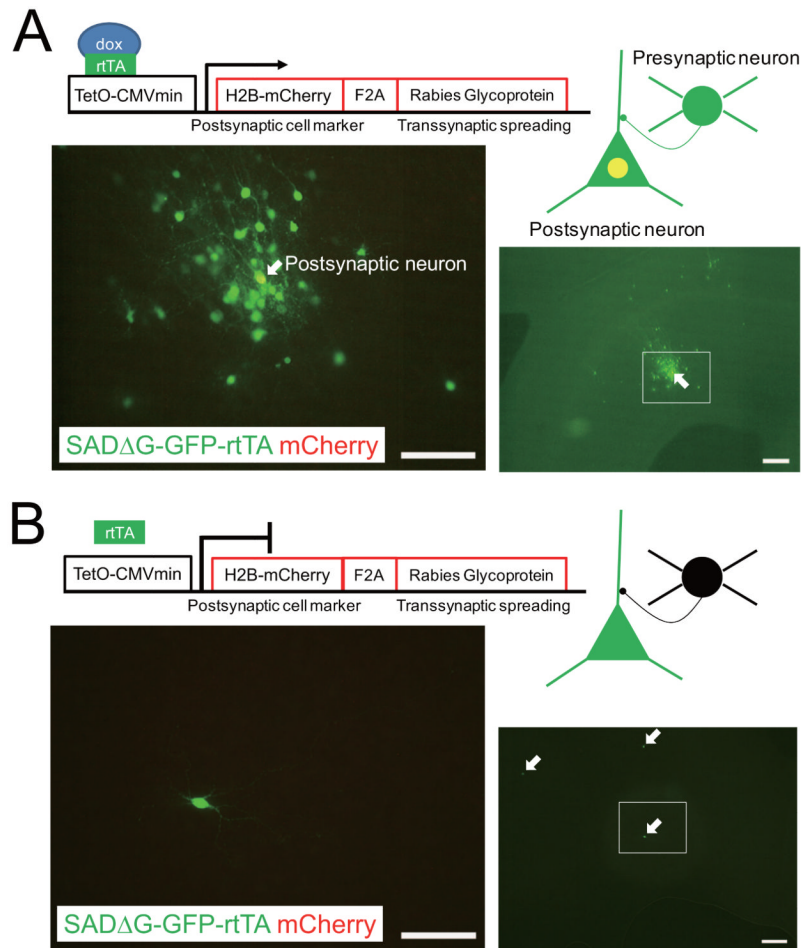 A
dox
rtTA
TetO-CMVmin
H2B-mCherry
F2A
Rabies Glycoprotein
Postsynaptic cell marker
Transsynaptic spreading
Presynaptic neuron
Postsynaptic neuron
Postsynaptic neuron
SADΔG-GFP-rtTA mCherry
B
rtTA
TetO-CMVmin
H2B-mCherry
F2A
Rabies Glycoprotein
Postsynaptic cell marker
Transsynaptic spreading
SADΔG-GFP-rtTA mCherry